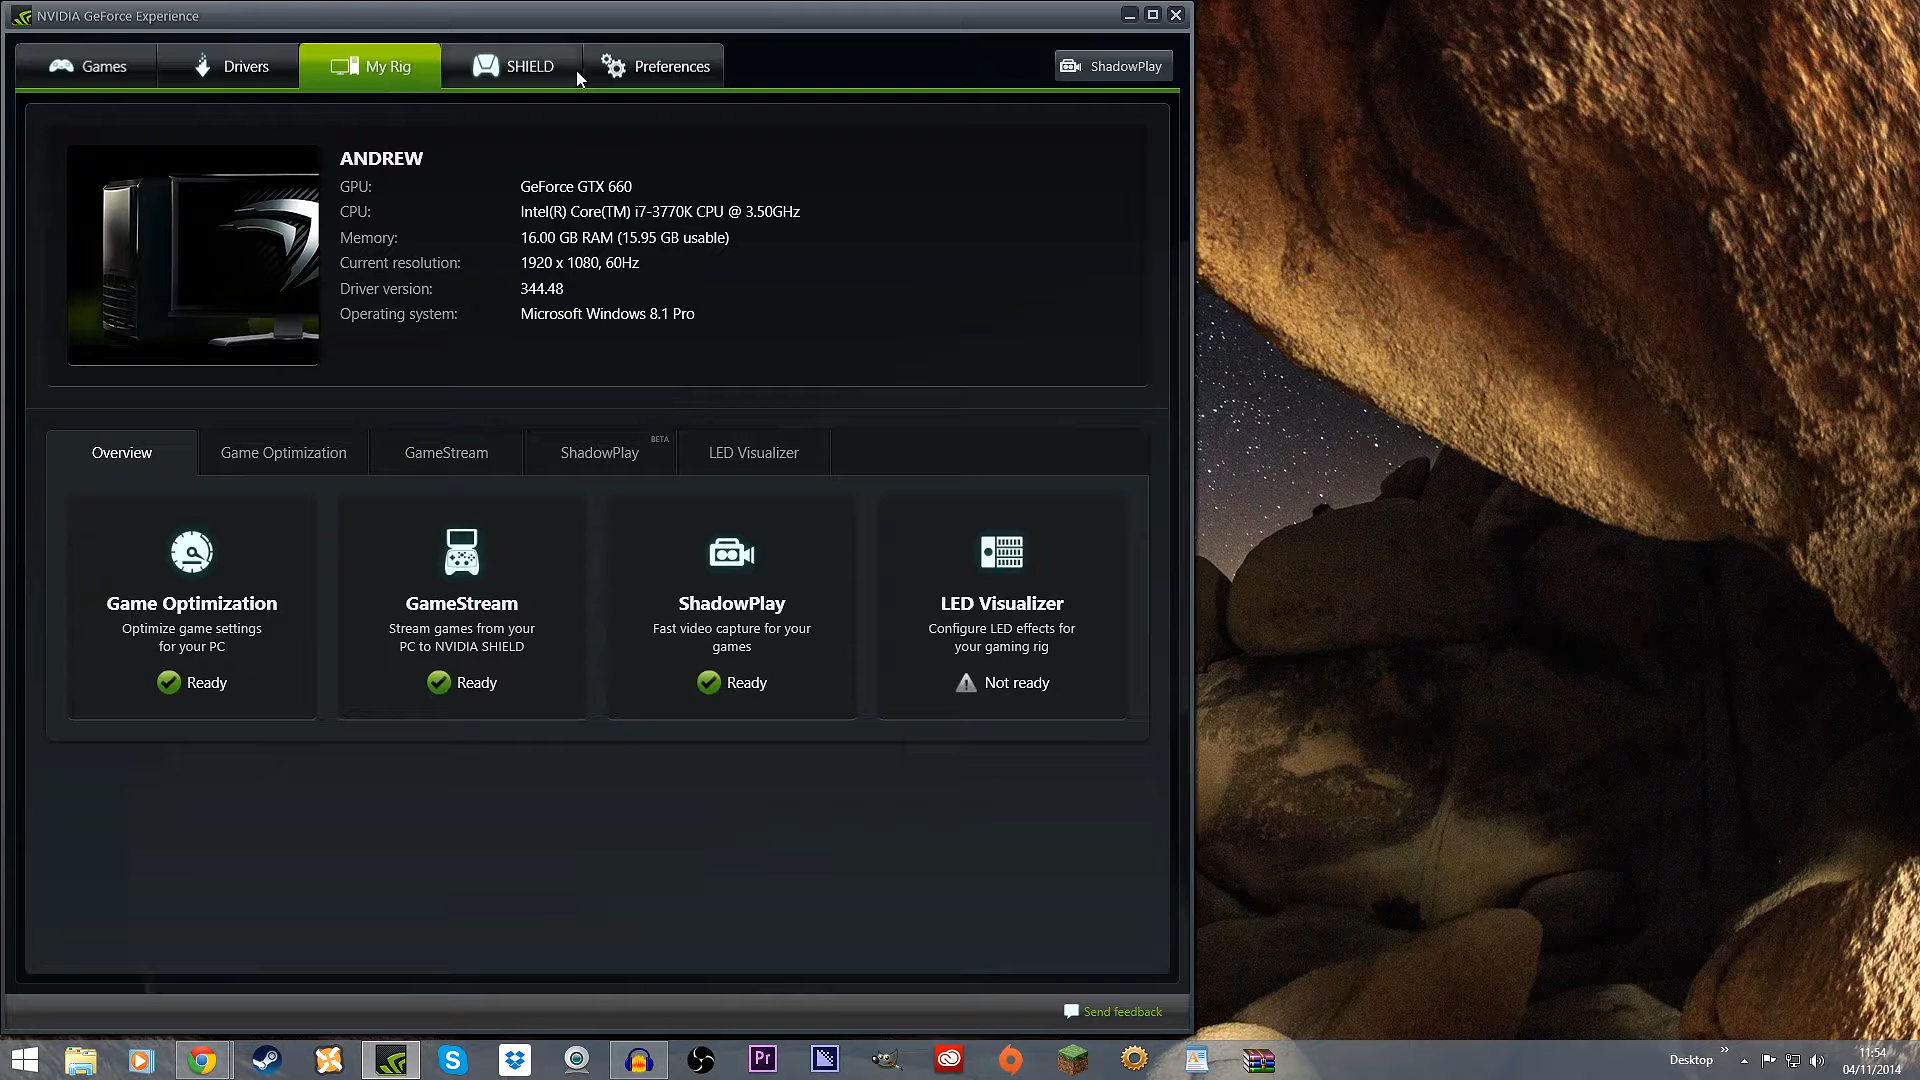 NVIDIA GeForce Experience
Games
Drivers
My Rig
SHIELD
Preferences
ShadowPlay
ANDREW
GPU: GeForce GTX 660
CPU: Intel(R) Core(TM) i7-3770K CPU @ 3.50GHz
Memory: 16.00 GB RAM (15.95 GB usable)
Current resolution: 1920 x 1080, 60Hz
Driver version: 344.48
Operating system: Microsoft Windows 8.1 Pro
Overview
Game Optimization
GameStream
ShadowPlay BETA
LED Visualizer
Game Optimization
Optimize game settings
for your PC
Ready
GameStream
Stream games from your
PC to NVIDIA SHIELD
Ready
ShadowPlay
Fast video capture for your
games
Ready
LED Visualizer
Configure LED effects for
your gaming rig
Not ready
Send feedback
Pr
Desktop
11:54
04/11/2014